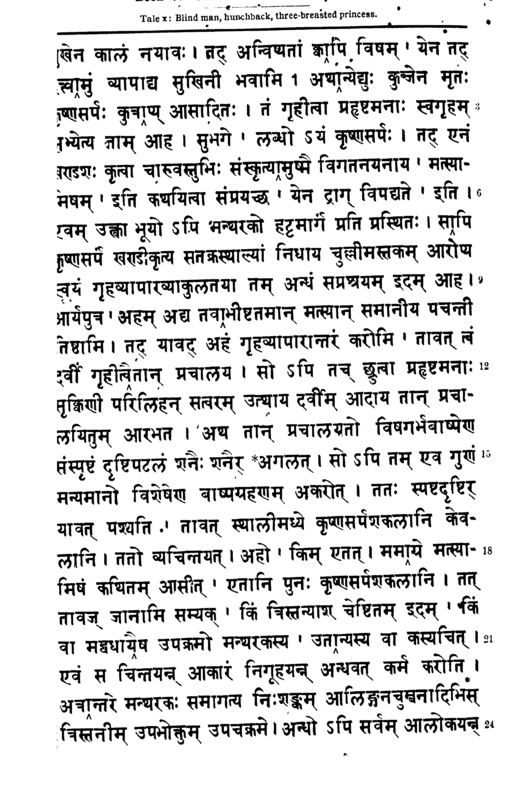 Tale x: Blind man, hunchback, three-breasted princess.
खेन कालं नयावः । तद् अन्विष्यतां क्वापि विषम् ' येन तद्
व्यापाद्य सुखिनी भवामि 1 अथान्येद्युः कुब्जेन मृतः
कृष्णसर्पः कुत्राप्य् आसादितः । तं गृहीत्वा प्रहृष्टमनाः स्वगृहम् 3
भ्येत्य ताम् आह । सुभगे ' लब्धो ऽयं कृष्णसर्पः । तद् एनं
खण्डशः कृत्वा चारुवस्तुभिः संस्कृत्यामुष्मै विगतनयनाय ' मत्स्या-
मिषम् ' इति कथयित्वा संप्रयच्छ ' येन द्राग् विपद्यते ' इति । 6
एवम् उक्त्वा भूयो ऽपि मन्थरको हट्टमार्गं प्रति प्रस्थितः । सापि
कृष्णसर्पं खण्डीकृत्य सतक्रस्थाल्यां निधाय चुल्लीमस्तकम् आरोप्य
स्वयं गृहव्यापारव्याकुलतया तम् अन्धं सप्रश्रयम् इदम् आह । 9
आर्यपुत्र ' अहम् अद्य तवाभीष्टतमान् मत्स्यान् समानीय पचन्ती
तिष्ठामि । तद् यावद् अहं गृहव्यापारान्तरं करोमि ' तावत् त्वं
दर्वीं गृहीत्वैतान् प्रचालय । सो ऽपि तच् छ्रुत्वा प्रहृष्टमनाः 12
सृक्किणी परिलिहन् सत्वरम् उत्थाय दर्वीम् आदाय तान् प्रचा-
लयितुम् आरभत । ' अथ तान् प्रचालयतो विषगर्भबाष्पेण
संस्पृष्टं दृष्टिपटलं शनैः शनैर् *अगलत् । सो ऽपि तम् एव गुणं 15
मन्यमानो विशेषेण बाष्पग्रहणम् अकरोत् । ततः स्पष्टदृष्टिर्
यावत् पश्यति ' तावत् स्थालीमध्ये कृष्णसर्पशकलानि केव-
लानि । ततो व्यचिन्तयत् । अहो ' किम् एतत् । ममाग्रे मत्स्या- 18
मिषं कथितम् आसीत् ' एतानि पुनः कृष्णसर्पशकलानि । तत्
तावज् जानामि सम्यक् ' किं त्रिस्तन्याश् चेष्टितम् इदम् ' किं
वा मद्वधायैष उपक्रमो मन्थरकस्य ' उतान्यस्य वा कस्यचित् । 21
एवं स चिन्तयन्न् आकारं निगूहयन्न् अन्धवत् कर्म करोति ।
अत्रान्तरे मन्थरकः समागत्य निःशङ्कम् आलिङ्गनचुम्बनादिभिस्
त्रिस्तनीम् उपभोक्तुम् उपचक्रमे । अन्धो ऽपि सर्वम् आलोकयन्न् 24